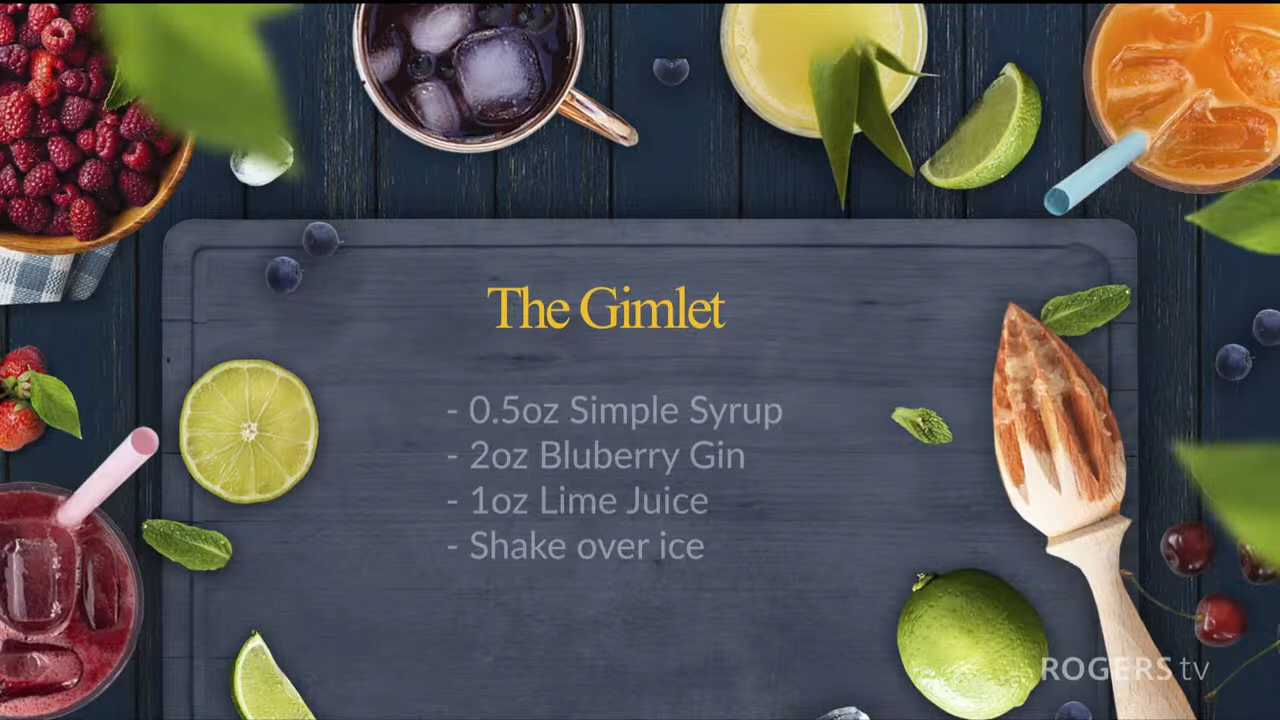 The Gimlet
- 0.5oz Simple Syrup
- 2oz Bluberry Gin
- 1oz Lime Juice
- Shake over ice
ROGERS tv